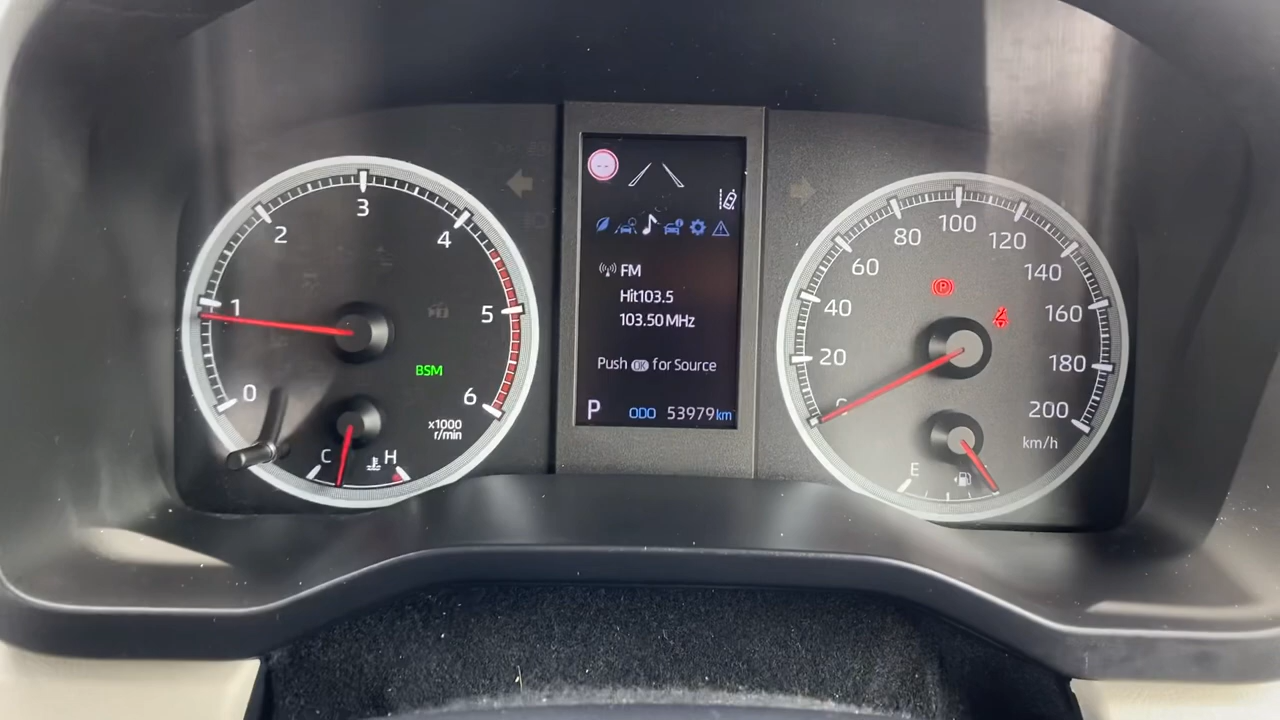 0
1
2
3
4
5
6
BSM
x1000
r/min
C
H
FM
Hit103.5
103.50 MHz
Push OK for Source
P ODO 53979 km
20
40
60
80
100
120
140
160
180
200
km/h
P
E